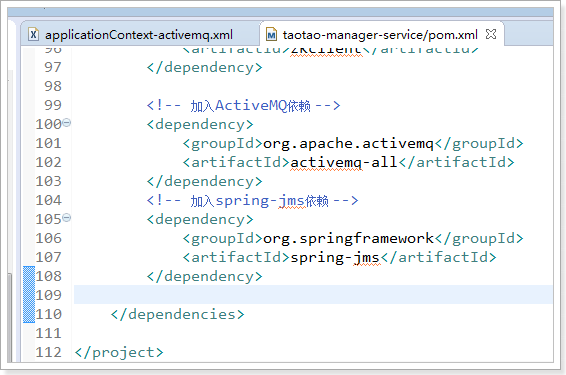 applicationContext-activemq.xml
taotao-manager-service/pom.xml
96 <artifactId>zkclient</artifactId>
97 </dependency>
98
99 <!-- 加入ActiveMQ依赖 -->
100 <dependency>
101 <groupId>org.apache.activemq</groupId>
102 <artifactId>activemq-all</artifactId>
103 </dependency>
104 <!-- 加入spring-jms依赖 -->
105 <dependency>
106 <groupId>org.springframework</groupId>
107 <artifactId>spring-jms</artifactId>
108 </dependency>
109
110 </dependencies>
111
112 </project>